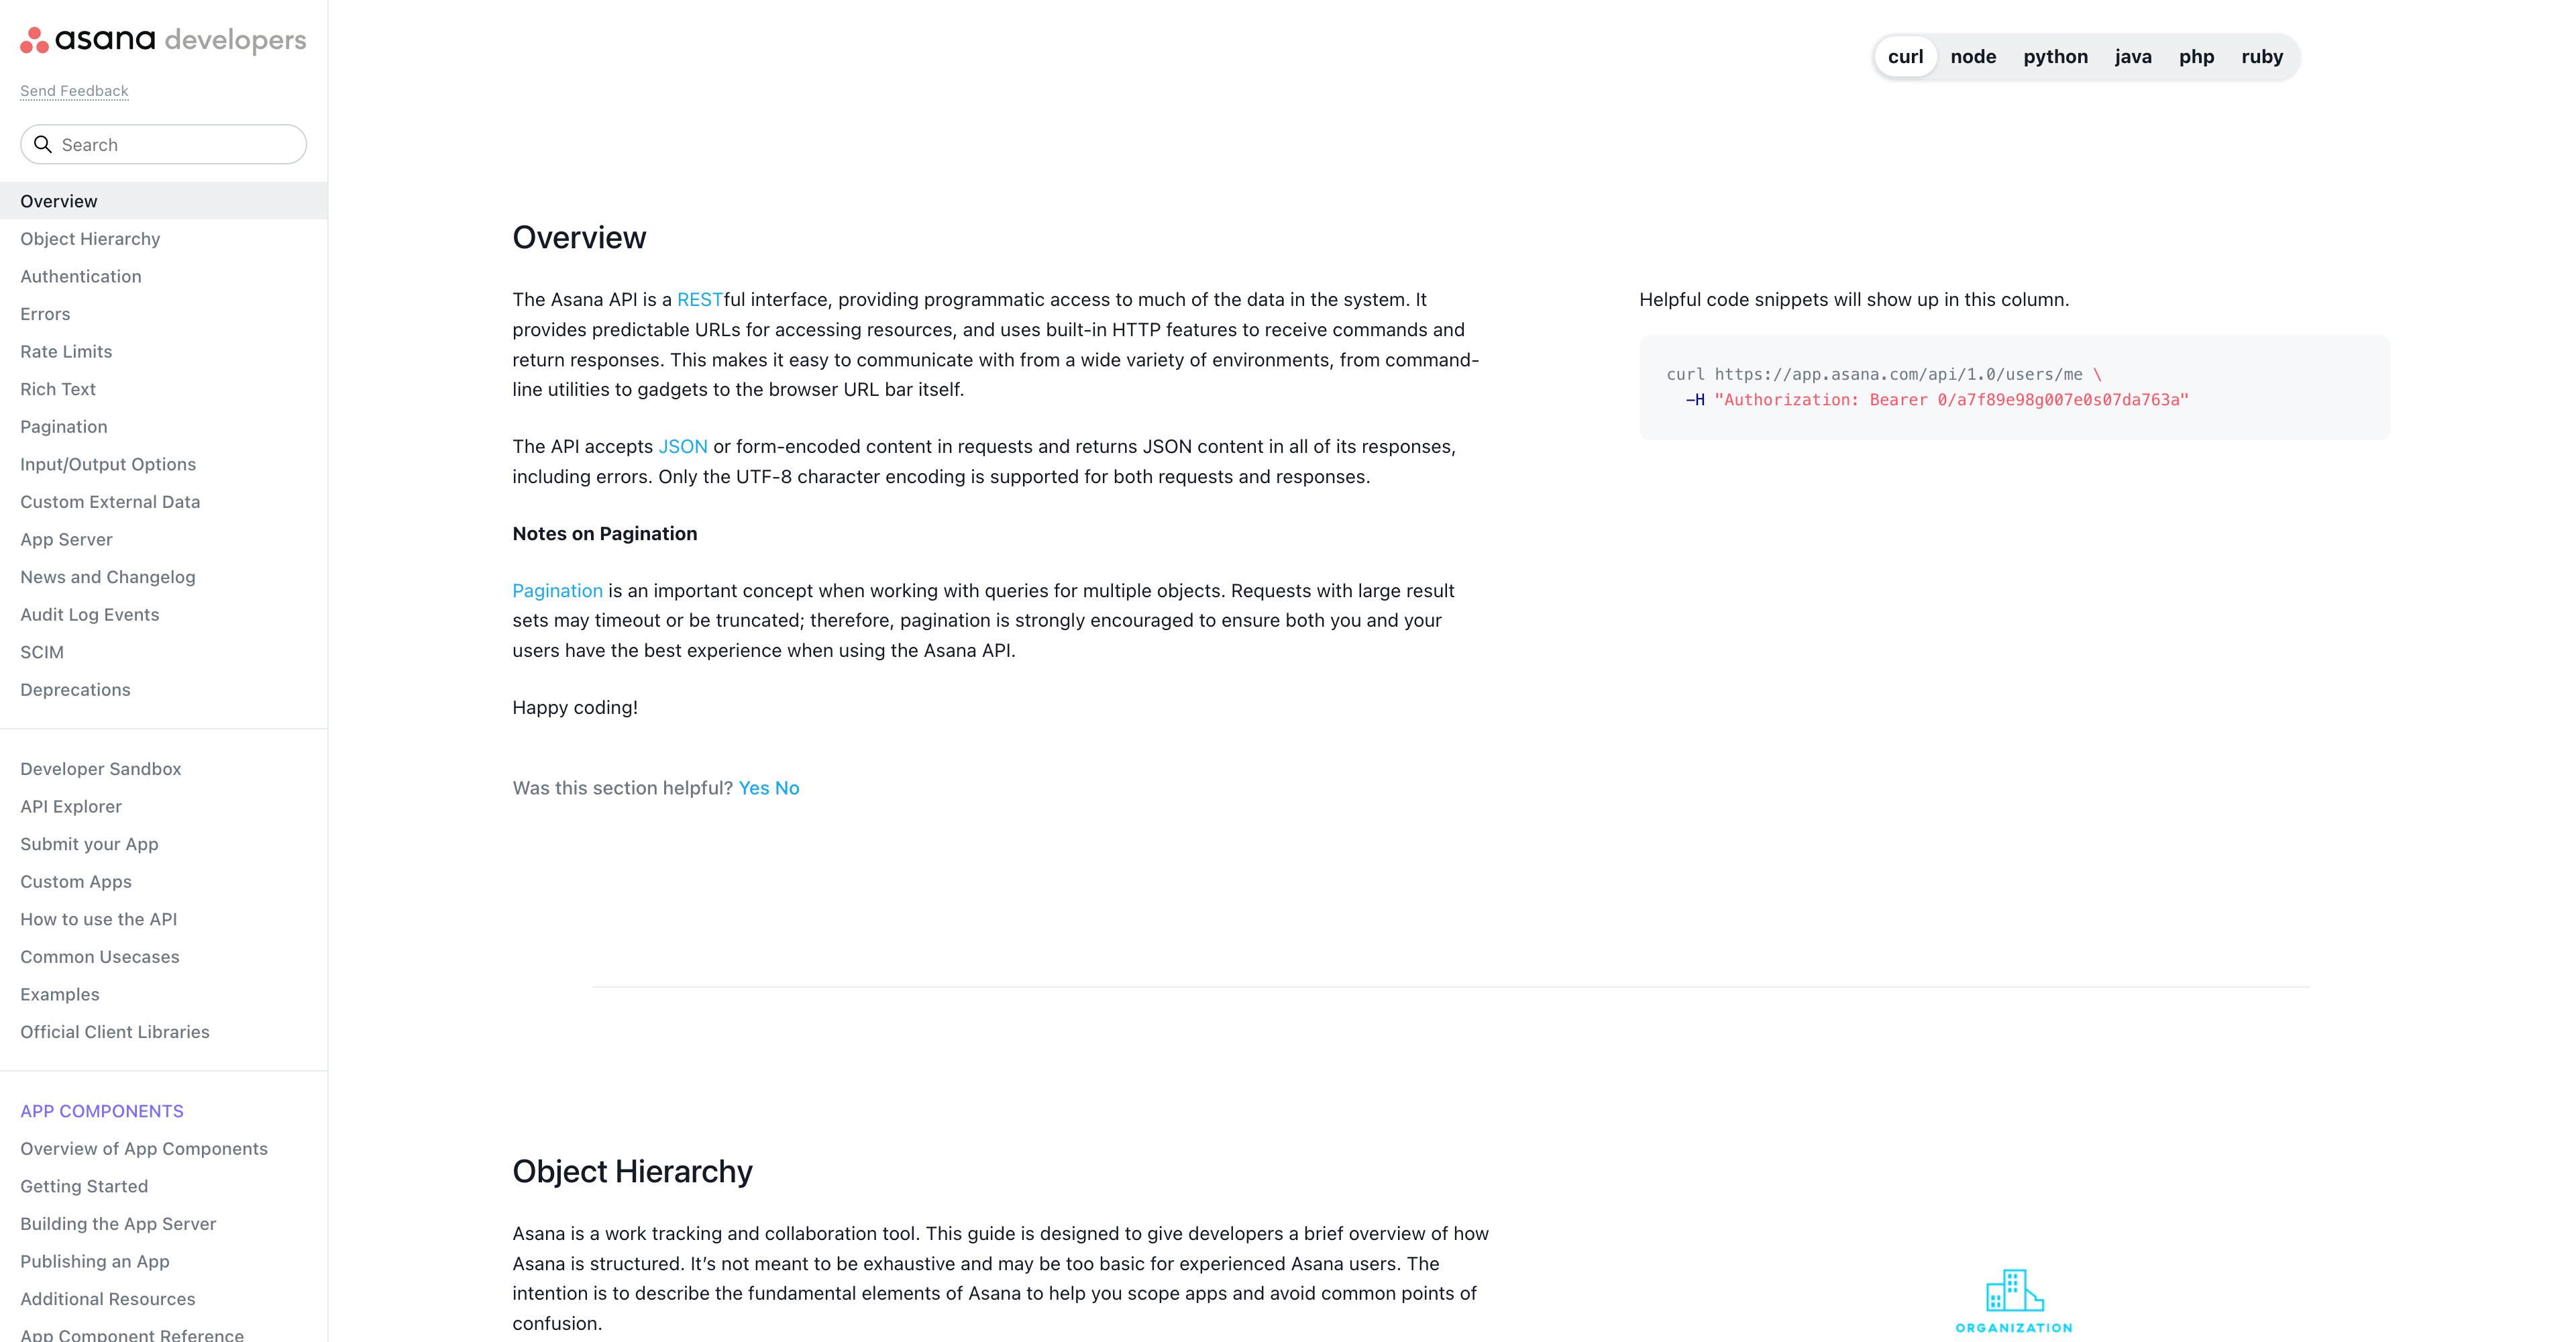 asana developers
Send Feedback
Search
Overview
Object Hierarchy
Authentication
Errors
Rate Limits
Rich Text
Pagination
Input/Output Options
Custom External Data
App Server
News and Changelog
Audit Log Events
SCIM
Deprecations
Developer Sandbox
API Explorer
Submit your App
Custom Apps
How to use the API
Common Usecases
Examples
Official Client Libraries
APP COMPONENTS
Overview of App Components
Getting Started
Building the App Server
Publishing an App
Additional Resources
App Component Reference
curl node python java php ruby
Overview
The Asana API is a RESTful interface, providing programmatic access to much of the data in the system. It
provides predictable URLs for accessing resources, and uses built-in HTTP features to receive commands and
return responses. This makes it easy to communicate with from a wide variety of environments, from command-
line utilities to gadgets to the browser URL bar itself.
The API accepts JSON or form-encoded content in requests and returns JSON content in all of its responses,
including errors. Only the UTF-8 character encoding is supported for both requests and responses.
Notes on Pagination
Pagination is an important concept when working with queries for multiple objects. Requests with large result
sets may timeout or be truncated; therefore, pagination is strongly encouraged to ensure both you and your
users have the best experience when using the Asana API.
Happy coding!
Was this section helpful? Yes No
Helpful code snippets will show up in this column.
curl https://app.asana.com/api/1.0/users/me \
-H "Authorization: Bearer 0/a7f89e98g007e0s07da763a"
Object Hierarchy
Asana is a work tracking and collaboration tool. This guide is designed to give developers a brief overview of how
Asana is structured. It’s not meant to be exhaustive and may be too basic for experienced Asana users. The
intention is to describe the fundamental elements of Asana to help you scope apps and avoid common points of
confusion.
ORGANIZATION